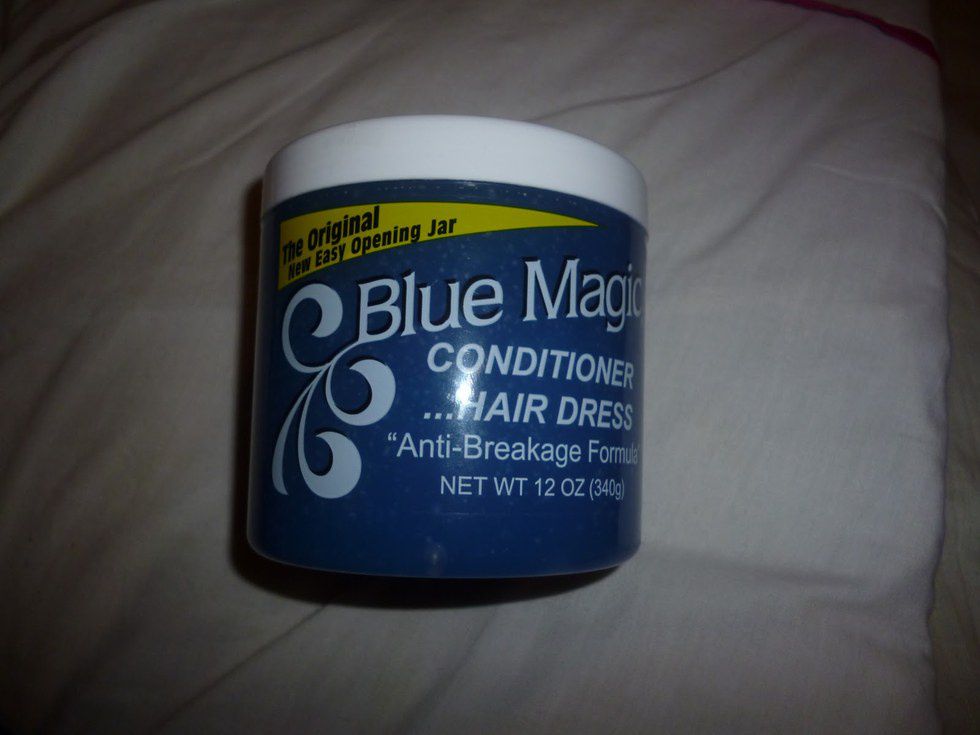 The Original
New Easy Opening Jar
Blue Magic
CONDITIONER
...HAIR DRESS
“Anti-Breakage Formula”
NET WT 12 OZ (340g)